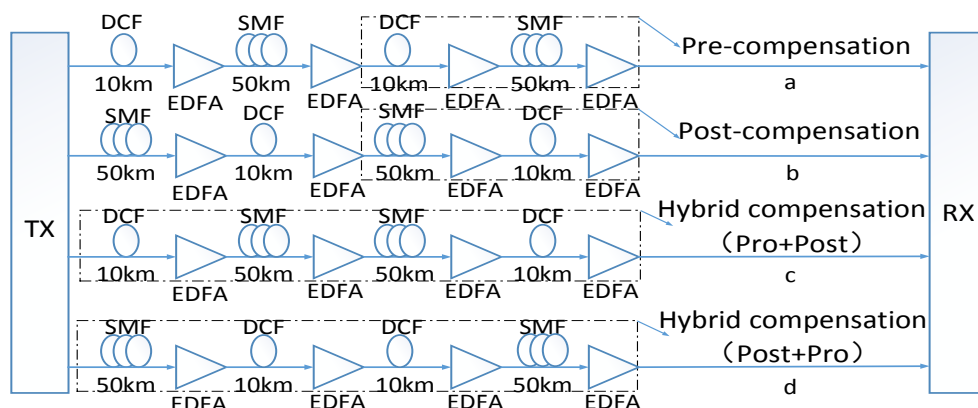 DCF SMF DCF SMF Pre-compensation
10km 50km 10km 50km a
EDFA EDFA EDFA EDFA
SMF DCF SMF DCF Post-compensation
50km 10km 50km 10km b
EDFA EDFA EDFA EDFA
TX RX
DCF SMF SMF DCF Hybrid compensation
（Pro+Post）
10km 50km 50km 10km c
EDFA EDFA EDFA EDFA
SMF DCF DCF SMF Hybrid compensation
（Post+Pro）
50km 10km 10km 50km d
EDFA EDFA EDFA EDFA